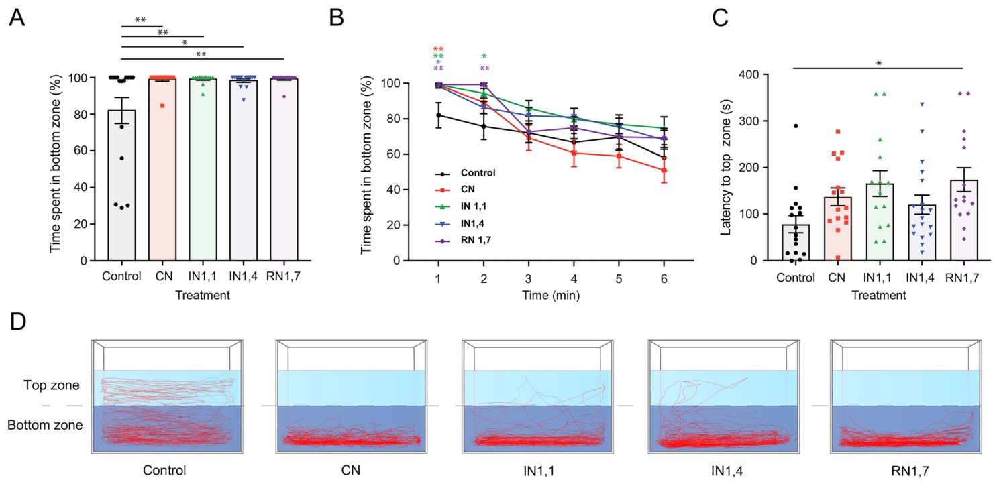 A
B
C
**
**
*
**
Time spent in bottom zone (%)
100
80
60
40
20
0
Control CN IN1,1 IN1,4 RN1,7
Treatment
**
**
*
**
*
**
Time spent in bottom zone (%)
100
80
60
40
20
0
Control
CN
IN 1,1
IN1,4
RN 1,7
1 2 3 4 5 6
Time (min)
*
Latency to top zone (s)
400
300
200
100
0
Control CN IN1,1 IN1,4 RN1,7
Treatment
D
Top zone
Bottom zone
Control CN IN1,1 IN1,4 RN1,7